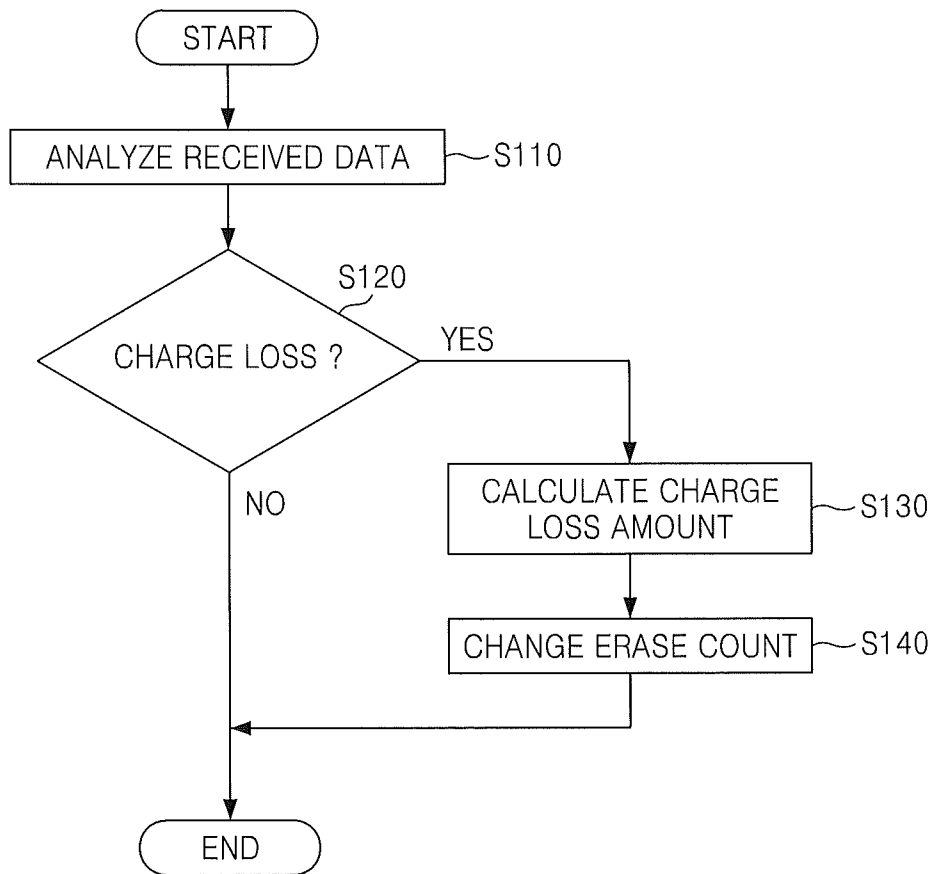 START
ANALYZE RECEIVED DATA
S110
S120
CHARGE LOSS ?
YES
NO
CALCULATE CHARGE
LOSS AMOUNT
S130
CHANGE ERASE COUNT
S140
END